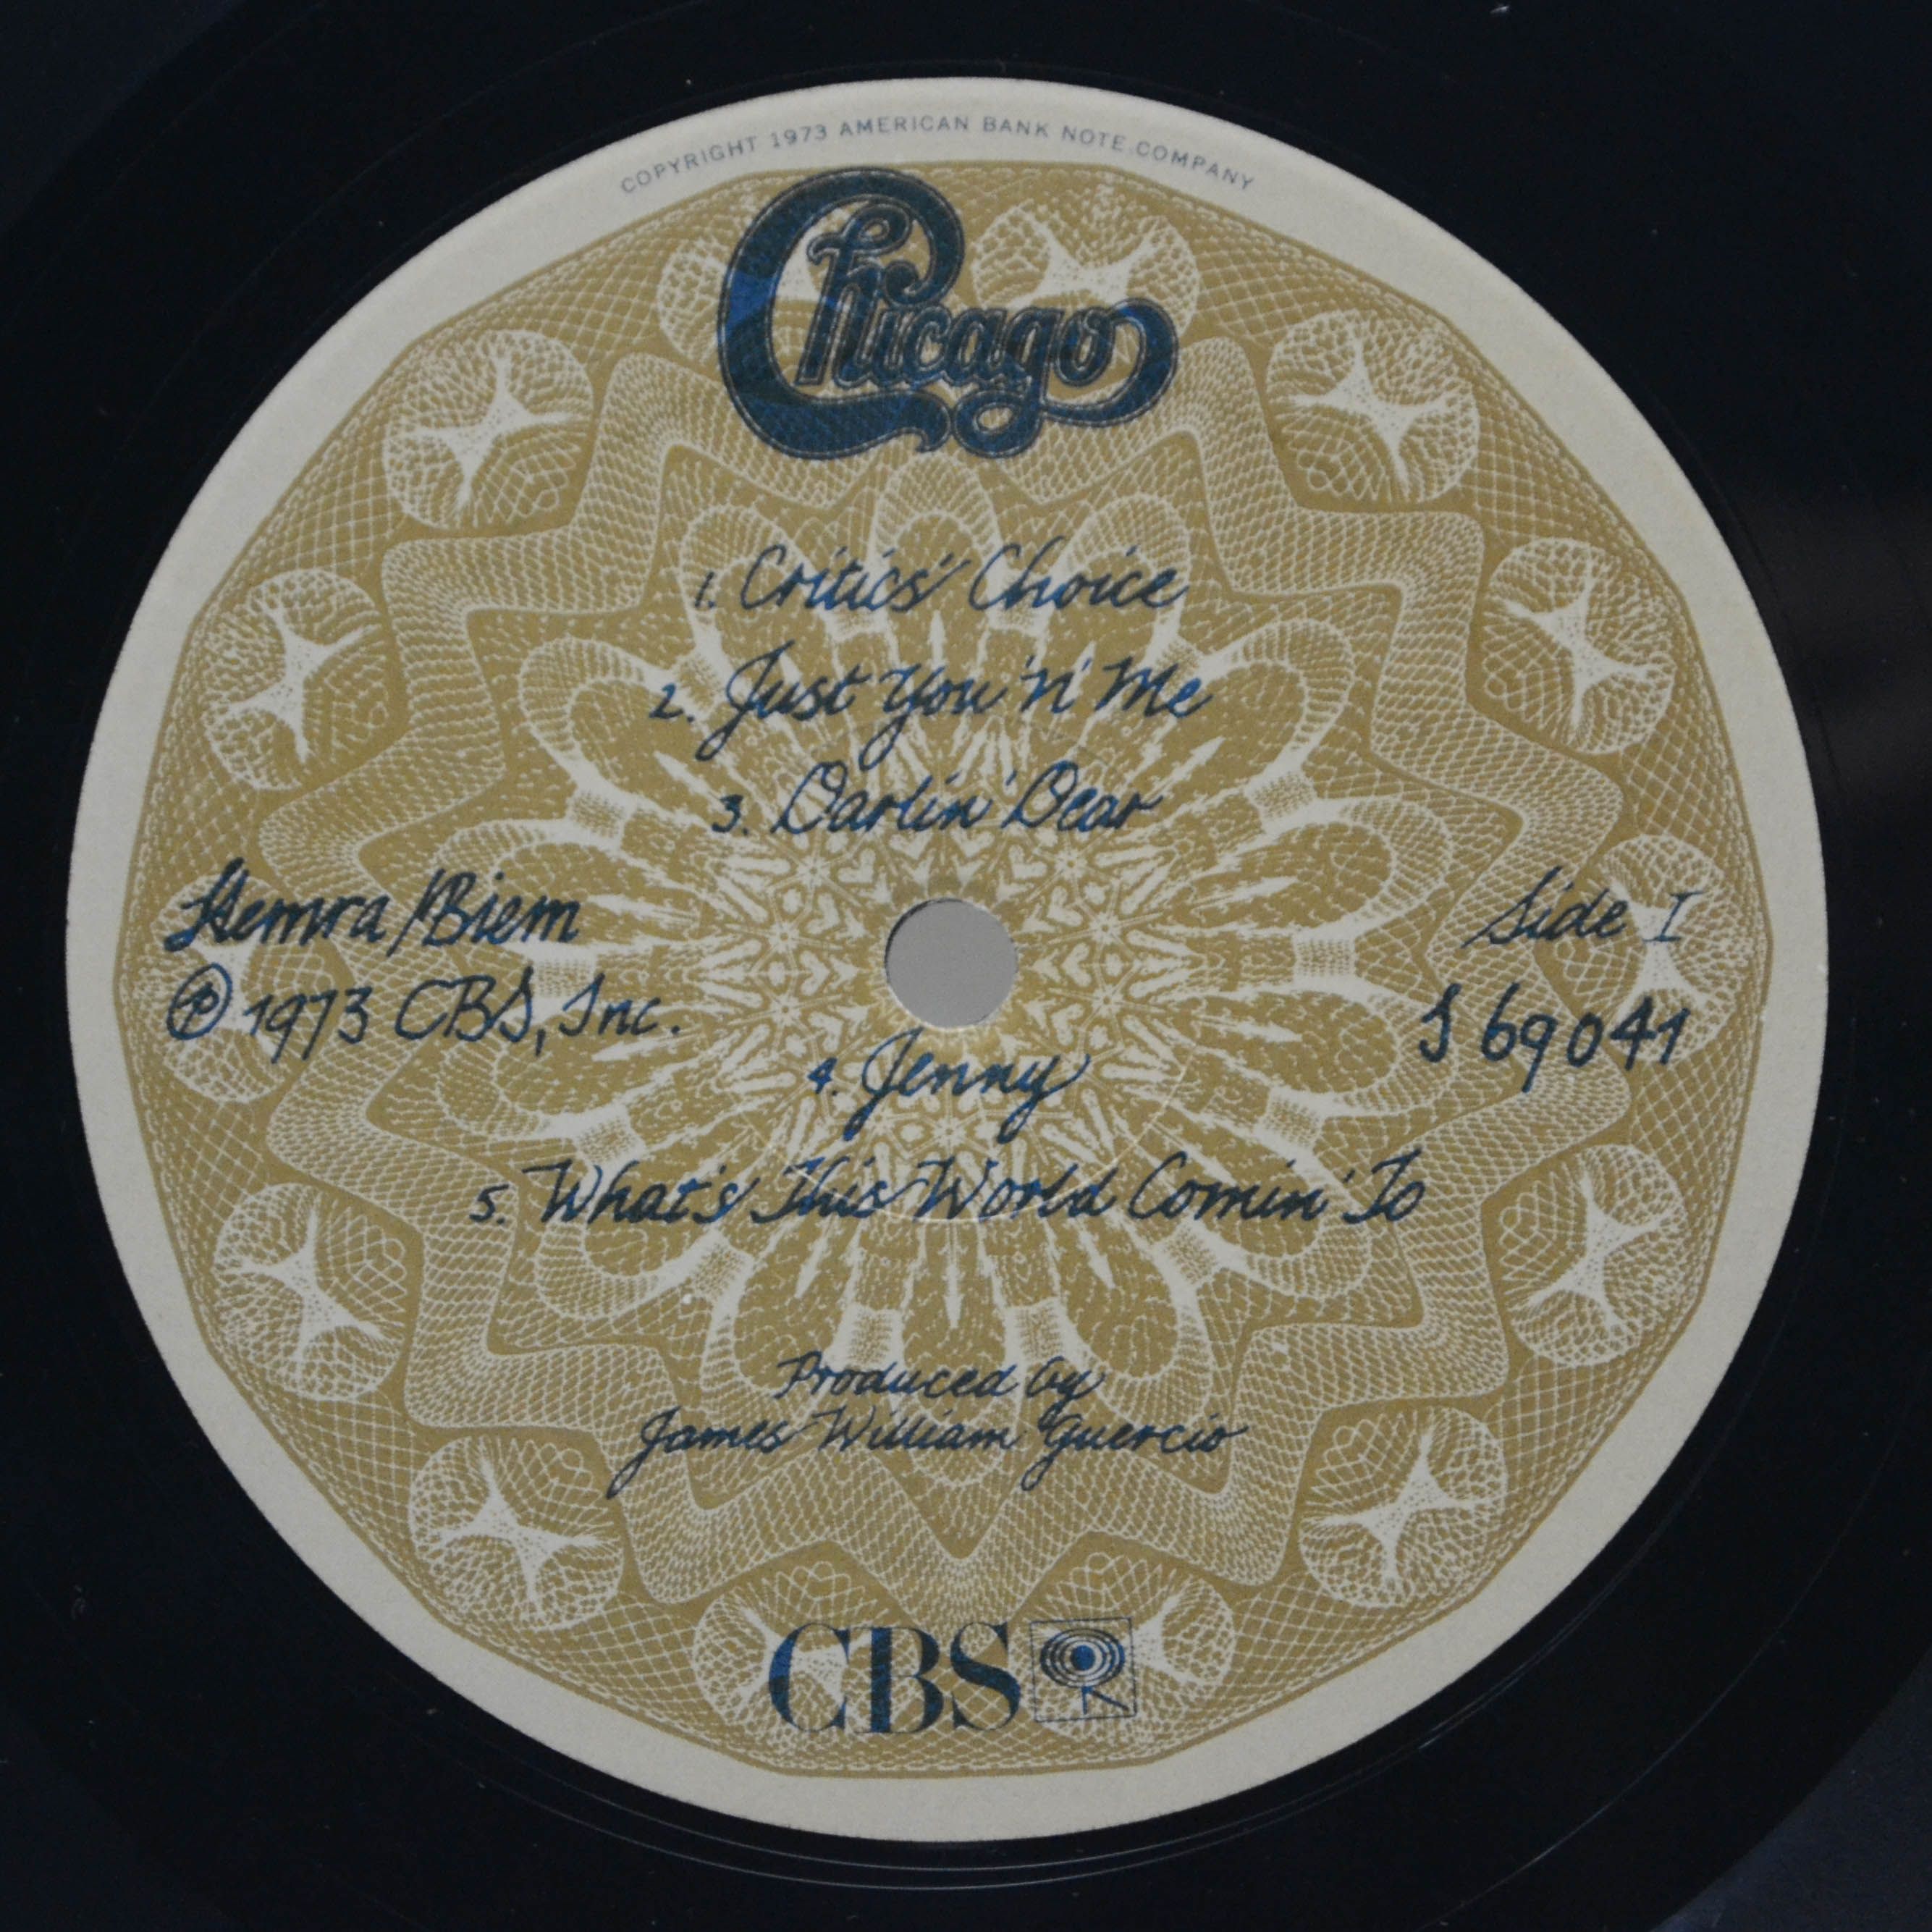 COPYRIGHT 1973 AMERICAN BANK NOTE COMPANY
Chicago
1. Critics' Choice
2. Just You 'n' Me
3. Darlin' Dear
Stemra/Biem
Ⓟ 1973 CBS, Inc.
Side I
S 69041
4. Jenny
5. What's This World Comin' To
Produced by
James William Guercio
CBS